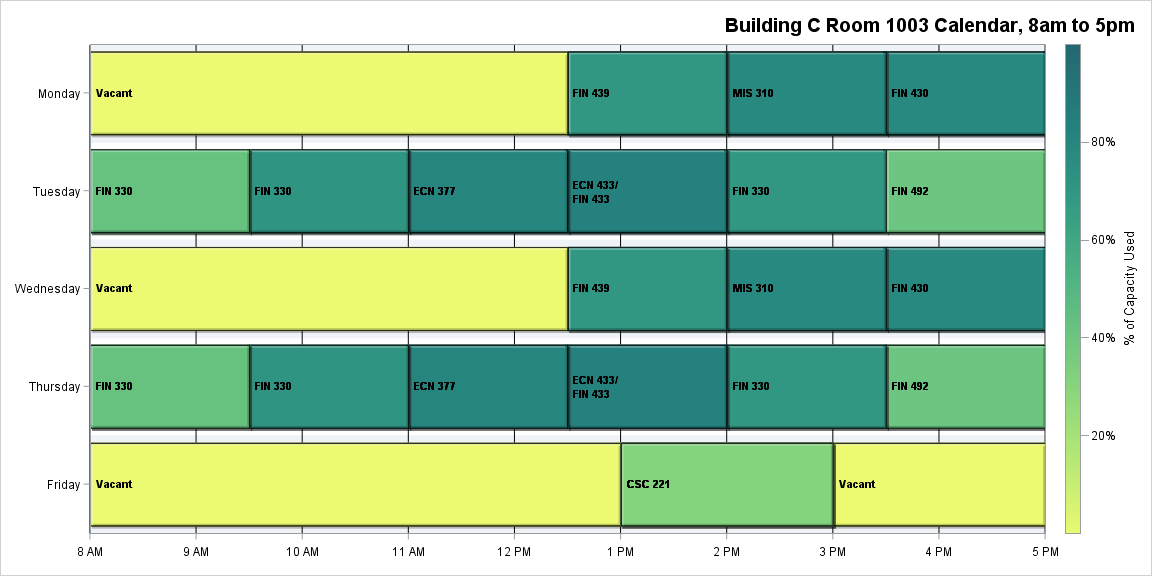 Building C Room 1003 Calendar, 8am to 5pm
Monday
Vacant
FIN 439
MIS 310
FIN 430
Tuesday
FIN 330
FIN 330
ECN 377
ECN 433/
FIN 433
FIN 330
FIN 492
Wednesday
Vacant
FIN 439
MIS 310
FIN 430
Thursday
FIN 330
FIN 330
ECN 377
ECN 433/
FIN 433
FIN 330
FIN 492
Friday
Vacant
CSC 221
Vacant
8 AM
9 AM
10 AM
11 AM
12 PM
1 PM
2 PM
3 PM
4 PM
5 PM
80%
60%
40%
20%
% of Capacity Used